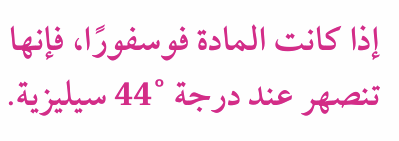 إذا كانت المادة فوسفورًا، فإنها
تنصهر عند درجة 44° سيليزية.